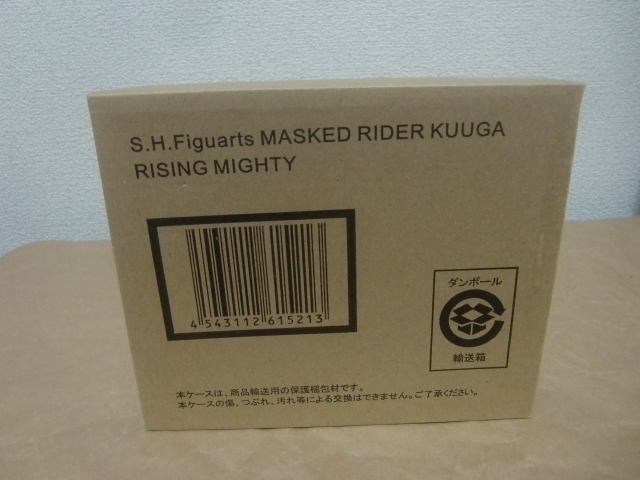 S.H.Figuarts MASKED RIDER KUUGA
RISING MIGHTY
4 543112 615213
ダンボール
輸送箱
本ケースは、商品輸送用の保護梱包材です。
本ケースの傷、つぶれ、汚れ等による交換はできません。ご了承ください。